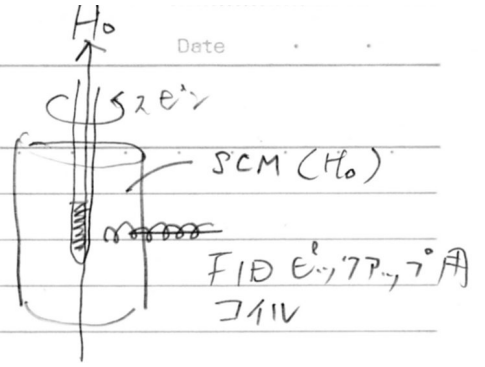 H₀
Date
スピン
SCM (H₀)
FID ピックアップ用
コイル